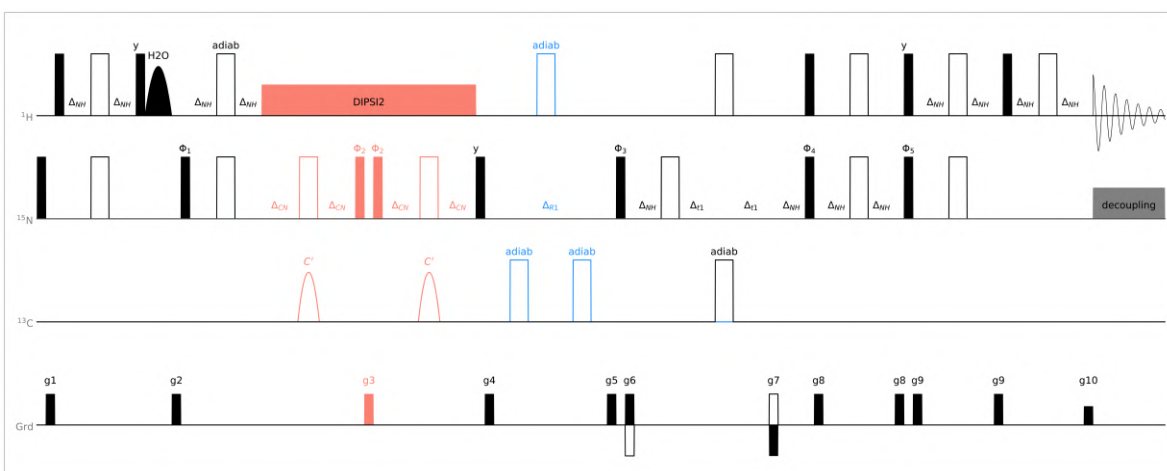 y
H2O
adiab
adiab
y
ΔNH ΔNH ΔNH ΔNH DIPSI2 ΔNH ΔNH ΔNH ΔNH
¹H
Φ1 Φ2 Φ2 y Φ3 Φ4 Φ5
ΔCN ΔCN ΔCN ΔCN ΔR1 ΔNH Δt1 Δt1 ΔNH ΔNH ΔNH decoupling
¹⁵N
C' C' adiab adiab adiab
¹³C
g1 g2 g3 g4 g5 g6 g7 g8 g8 g9 g9 g10
Grd